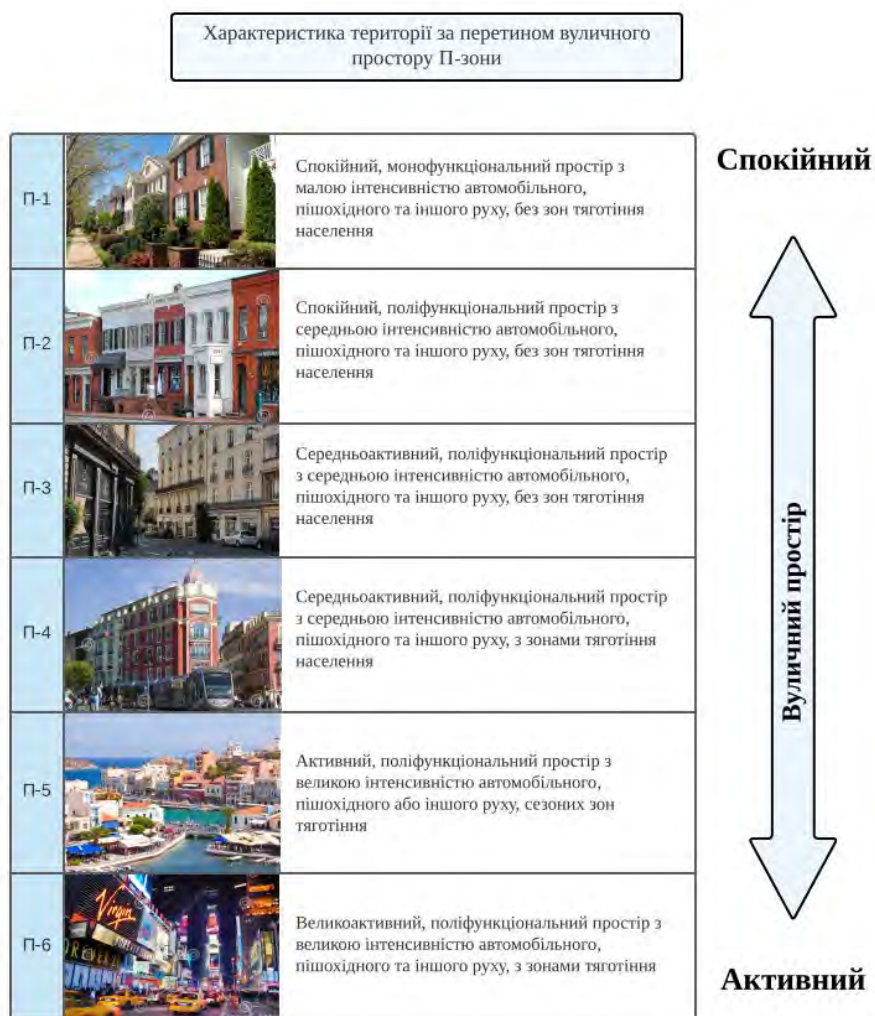 Характеристика території за перетином вуличного
простору П-зони
Спокійний
П-1
Спокійний, монофункціональний простір з
малою інтенсивністю автомобільного,
пішохідного та іншого руху, без зон тяготіння
населення
П-2
Спокійний, поліфункціональний простір з
середньою інтенсивністю автомобільного,
пішохідного та іншого руху, без зон тяготіння
населення
П-3
Середньоактивний, поліфункціональний простір
з середньою інтенсивністю автомобільного,
пішохідного та іншого руху, без зон тяготіння
населення
П-4
Середньоактивний, поліфункціональний простір
з середньою інтенсивністю автомобільного,
пішохідного та іншого руху, з зонами тяготіння
населення
П-5
Активний, поліфункціональний простір з
великою інтенсивністю автомобільного,
пішохідного або іншого руху, сезоних зон
тяготіння
П-6
Virgin
Великоактивний, поліфункціональний простір з
великою інтенсивністю автомобільного,
пішохідного та іншого руху, з зонами тяготіння
Вуличний простір
Активний